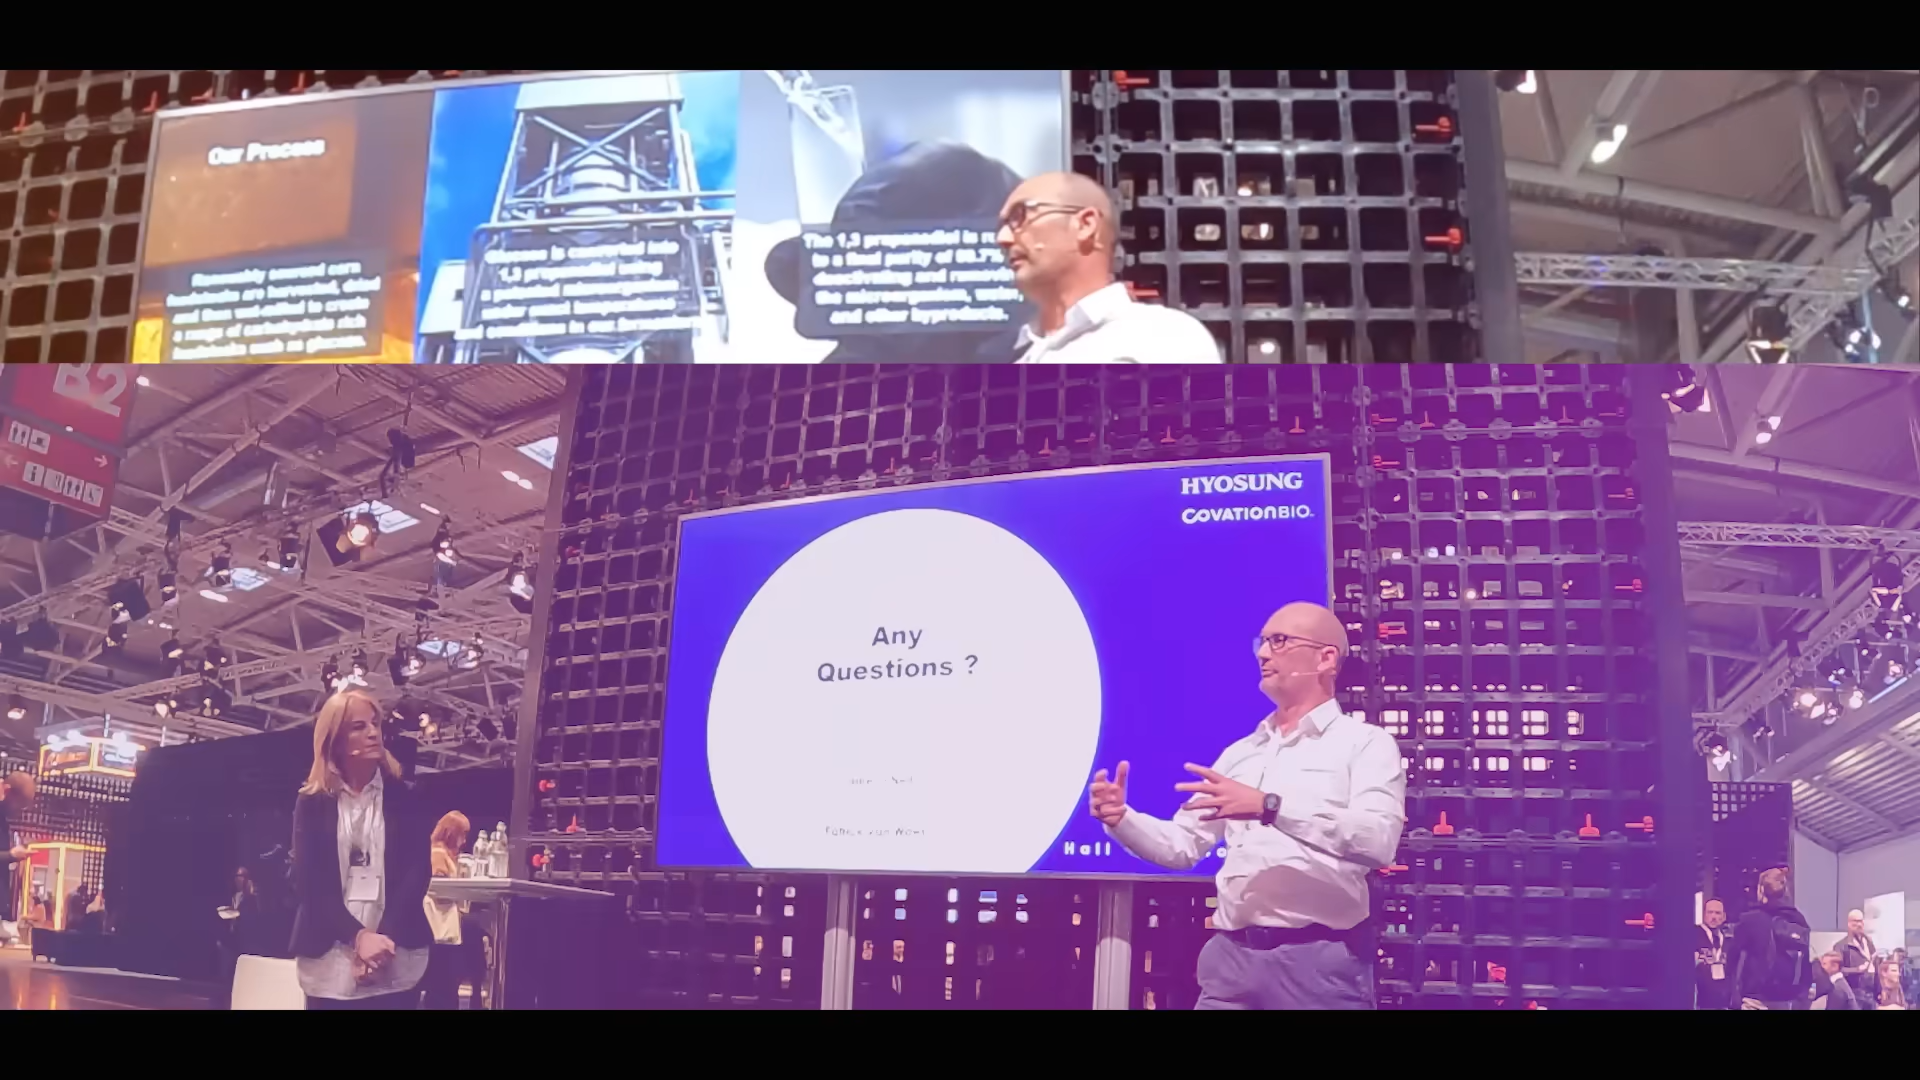 Our Process
Renewably sourced corn
feedstocks are harvested, dried
and then wet-milled to create
a range of carbohydrate rich
feedstocks such as glucose.
Glucose is converted into
1,3 propanediol using
a patented microorganism
under exact temperatures
and conditions in our
The 1,3 propanediol is
to a final purity of 99.7%
deactivating and
the microorganism, water,
and other byproducts.
B2
HYOSUNG
COVATIONBIO
Any
Questions ?
Hall